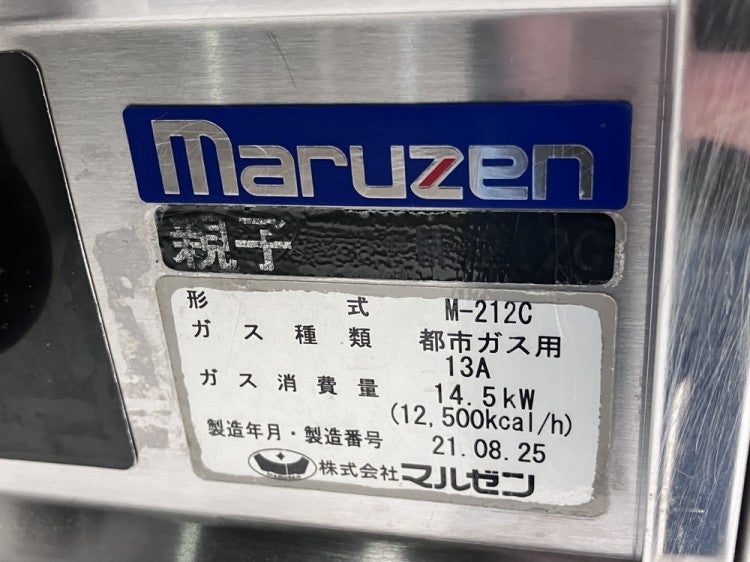 maruzen
親子
形式 M-212C
ガス種類 都市ガス用
13A
ガス消費量 14.5kW
(12,500kcal/h)
製造年月・製造番号 21.08.25
株式会社マルゼン